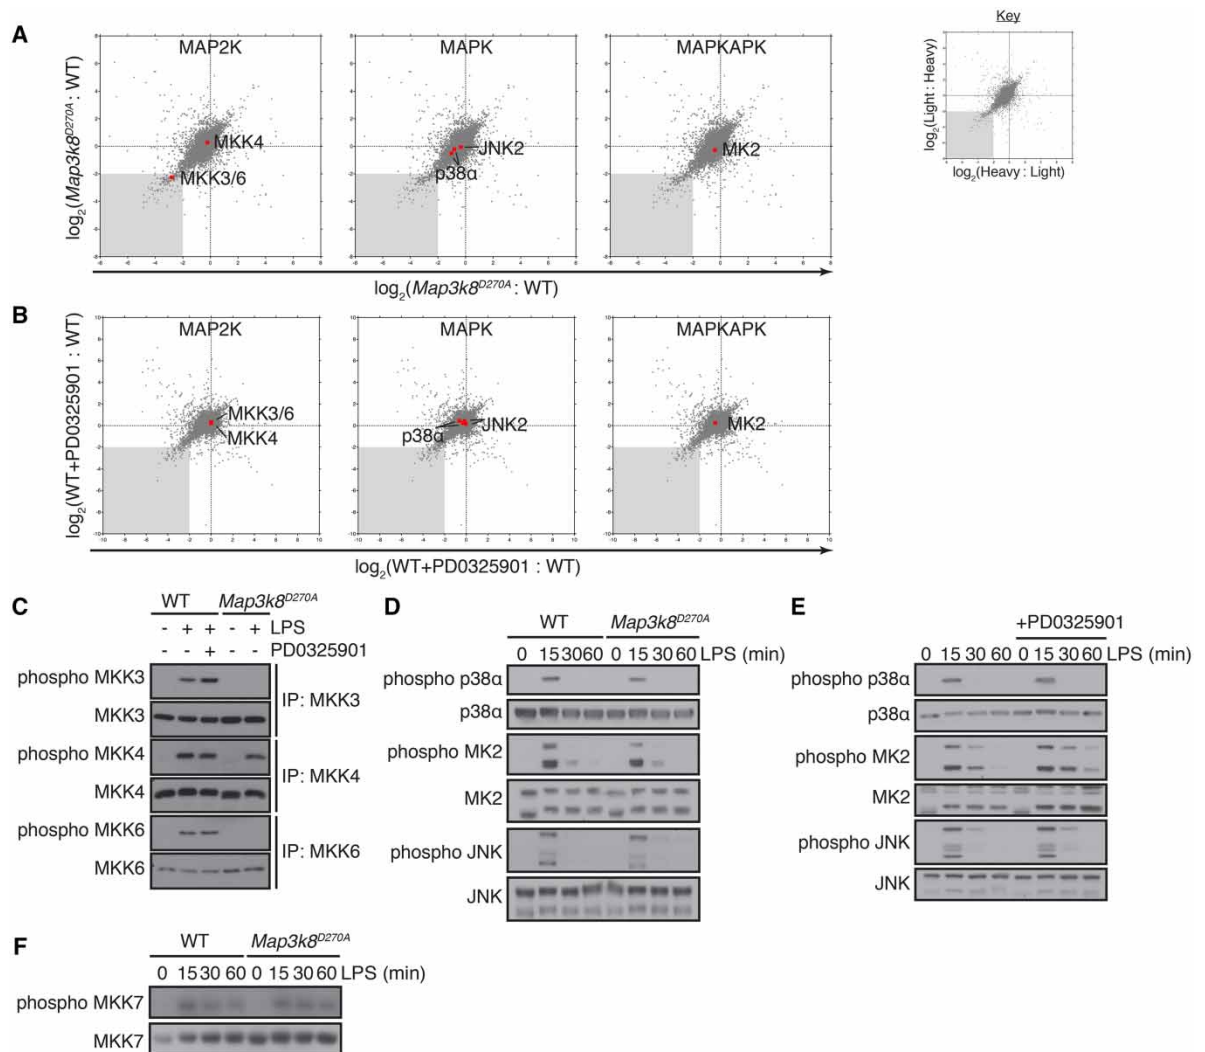 A
MAP2K
MAPK
MAPKAPK
Key
log2(Map3k8D270A : WT)
MKK4
MKK3/6
JNK2
p38α
MK2
log2(Light : Heavy)
log2(Heavy : Light)
log2(Map3k8D270A : WT)
B
MAP2K
MAPK
MAPKAPK
log2(WT+PD0325901 : WT)
MKK3/6
MKK4
p38α
JNK2
MK2
log2(WT+PD0325901 : WT)
C
WT Map3k8D270A
- + + - + LPS
- - + - - PD0325901
phospho MKK3
MKK3
IP: MKK3
phospho MKK4
MKK4
IP: MKK4
phospho MKK6
MKK6
IP: MKK6
D
WT Map3k8D270A
0 15 30 60 0 15 30 60 LPS (min)
phospho p38α
p38α
phospho MK2
MK2
phospho JNK
JNK
E
+PD0325901
0 15 30 60 0 15 30 60 LPS (min)
phospho p38α
p38α
phospho MK2
MK2
phospho JNK
JNK
F
WT Map3k8D270A
0 15 30 60 0 15 30 60 LPS (min)
phospho MKK7
MKK7